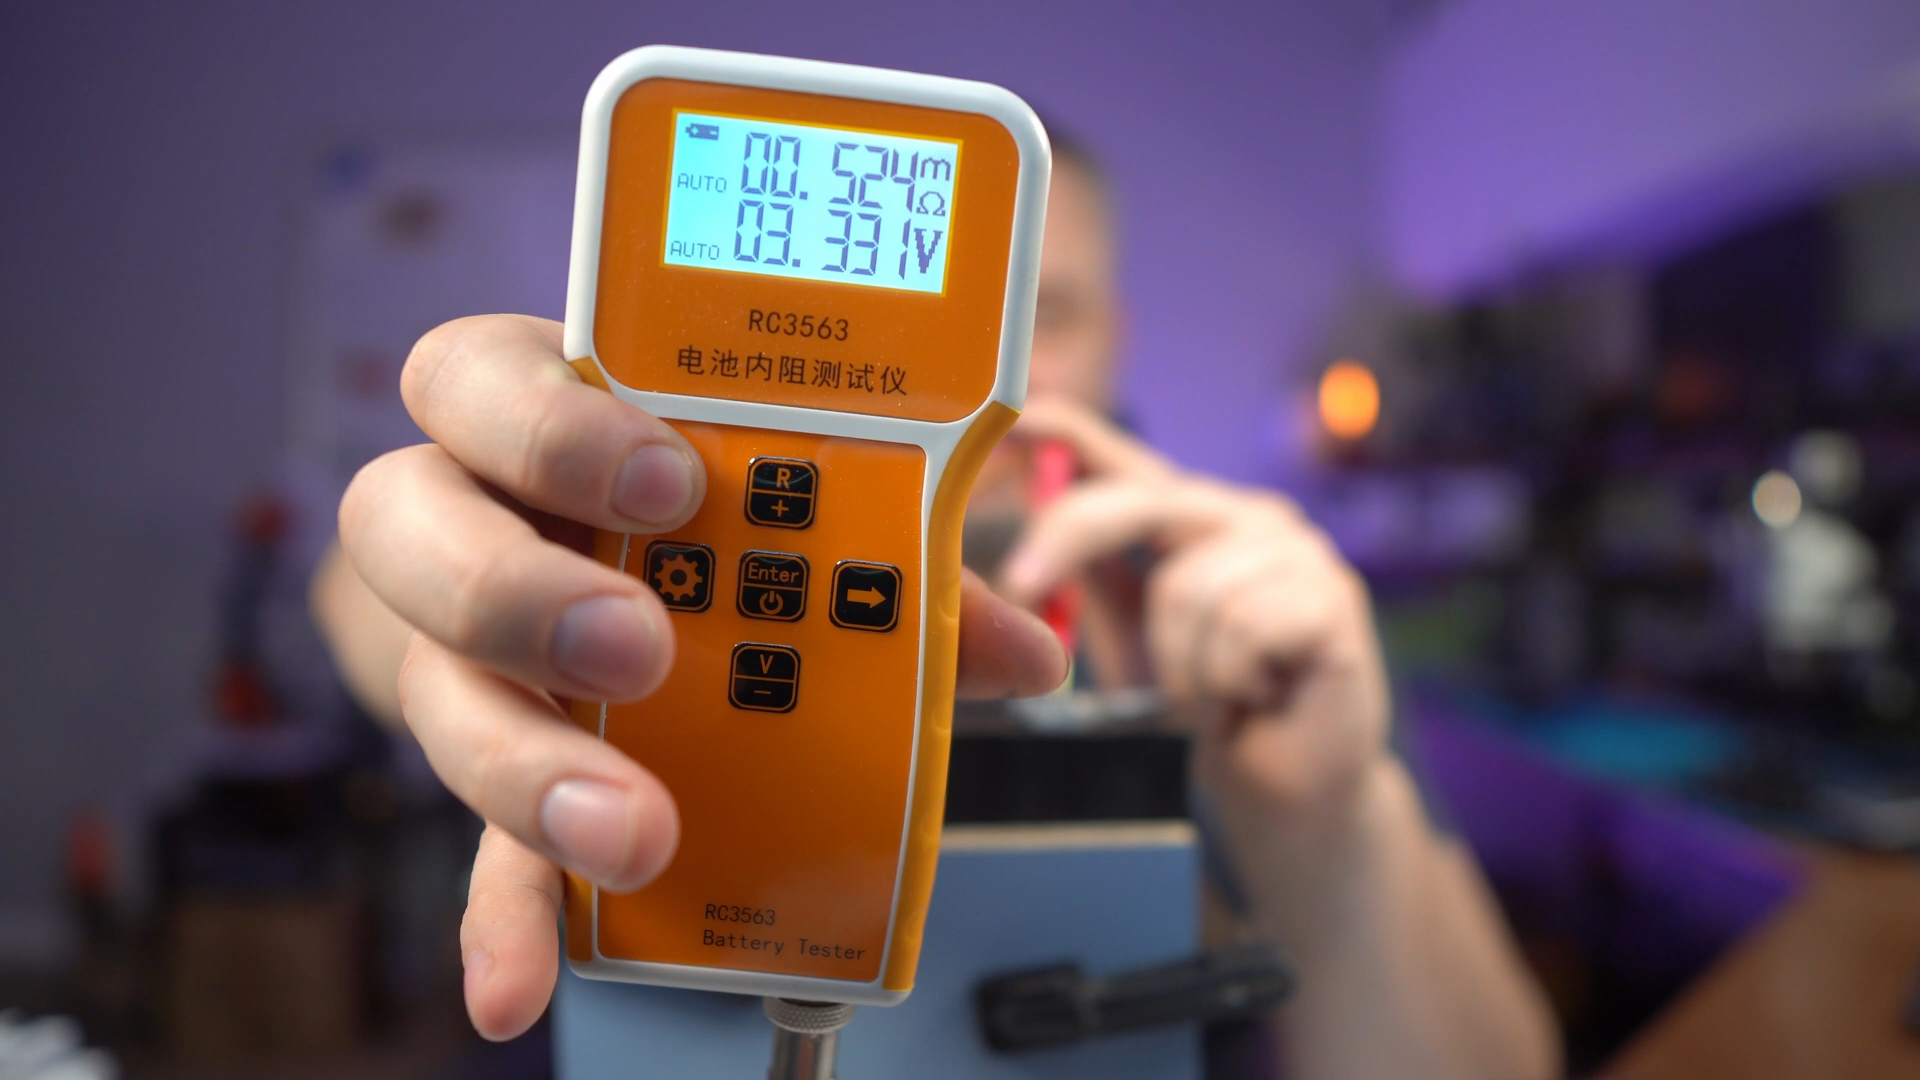 AUTO 00.524mΩ
AUTO 03.331V
RC3563
电池内阻测试仪
R
+
Enter
V
−
RC3563
Battery Tester